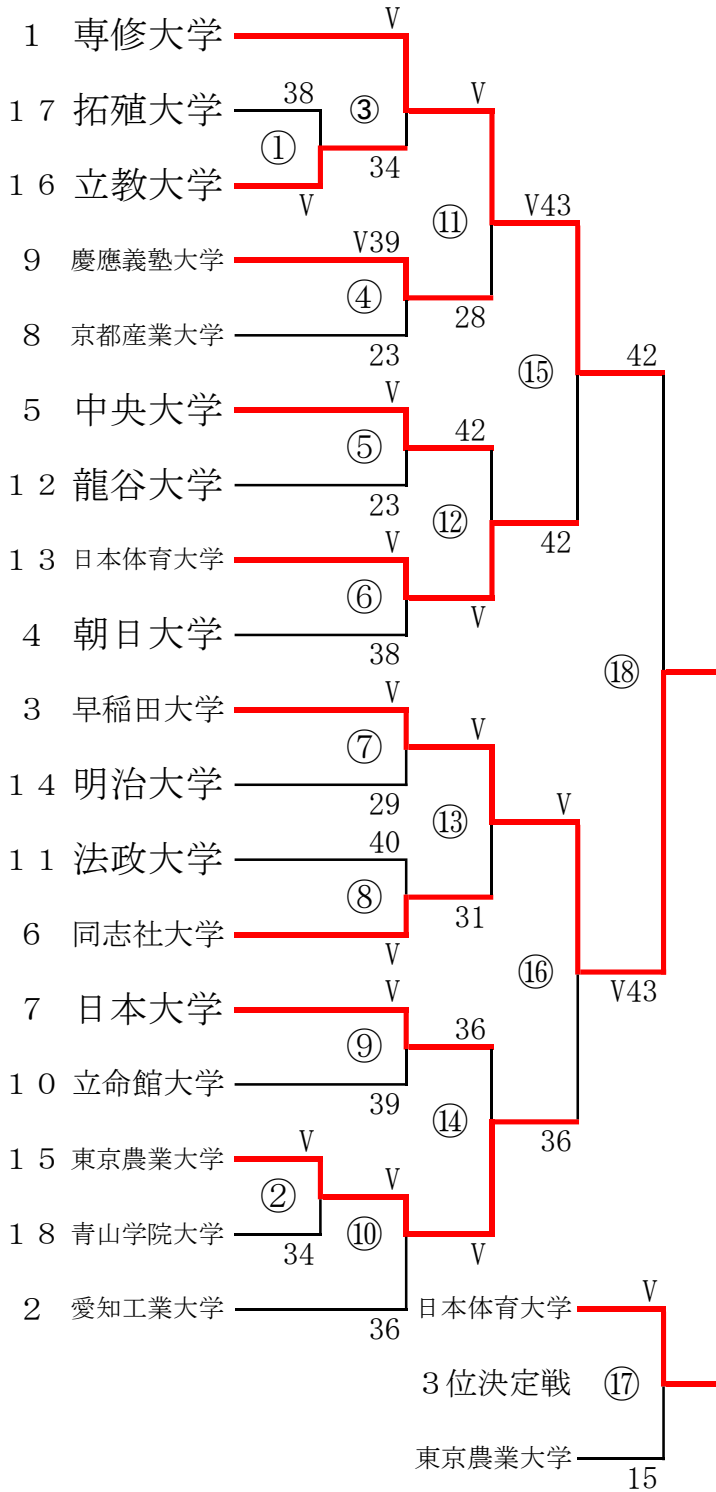 V
1 専修大学
38
V
17 拓殖大学
③
①
34
16 立教大学
V
V43
V39
⑪
9 慶應義塾大学
④
28
8 京都産業大学
23
42
⑮
V
5 中央大学
42
⑤
12 龍谷大学
23
⑫
V
42
13 日本体育大学
⑥
V
4 朝日大学
38
⑱
V
3 早稲田大学
V
⑦
14 明治大学
29
V
⑬
40
11 法政大学
⑧
31
6 同志社大学
V
⑯
V
V43
7 日本大学
36
⑨
10 立命館大学
39
⑭
V
36
15 東京農業大学
V
②
18 青山学院大学
⑩
34
V
2 愛知工業大学
36
日本体育大学
V
3位決定戦 ⑰
東京農業大学
15